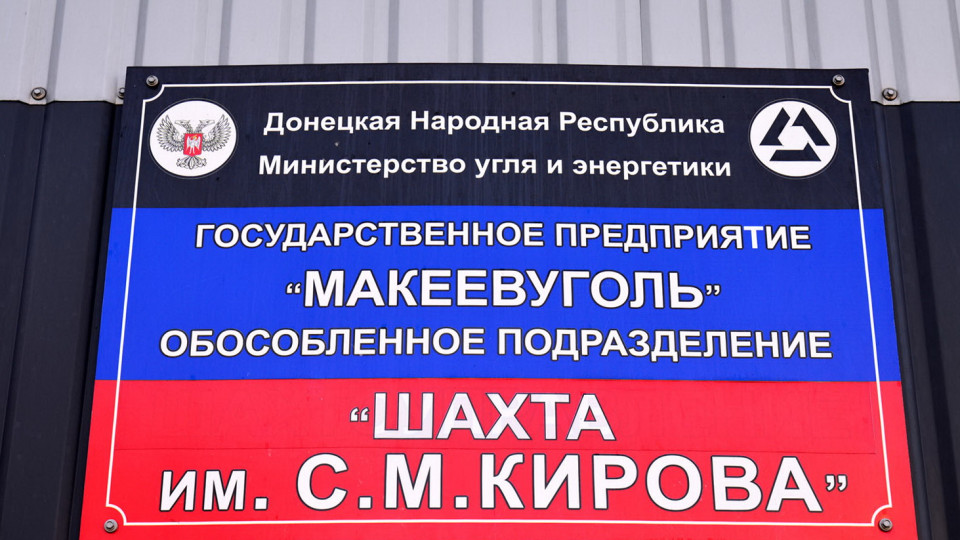 Донецкая Народная Республика
Министерство угля и энергетики
ГОСУДАРСТВЕННОЕ ПРЕДПРИЯТИЕ
“МАКЕЕВУГОЛЬ”
ОБОСОБЛЕННОЕ ПОДРАЗДЕЛЕНИЕ
“ШАХТА
им. С.М.КИРОВА”